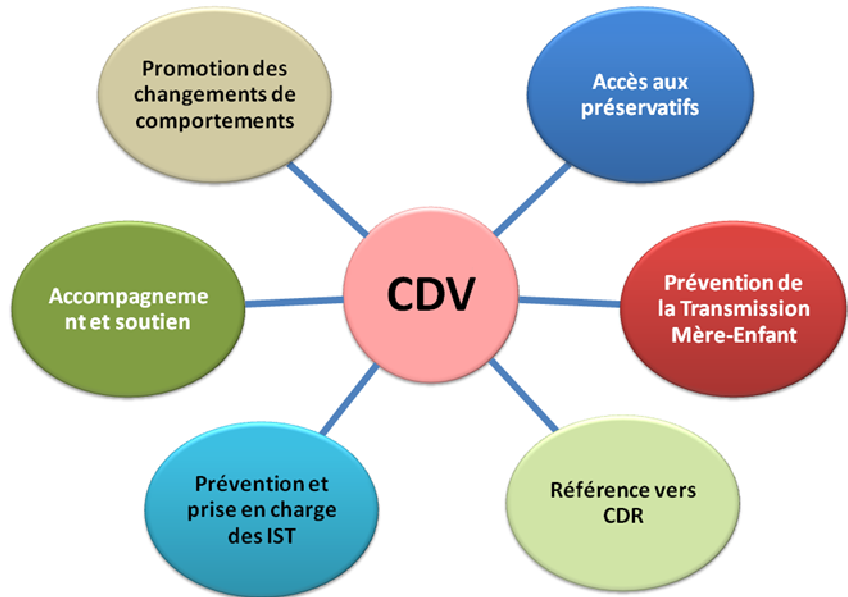 Promotion des
changements de
comportements
Accès aux
préservatifs
Accompagneme
nt et soutien
CDV
Prévention de
la Transmission
Mère-Enfant
Prévention et
prise en charge
des IST
Référence vers
CDR